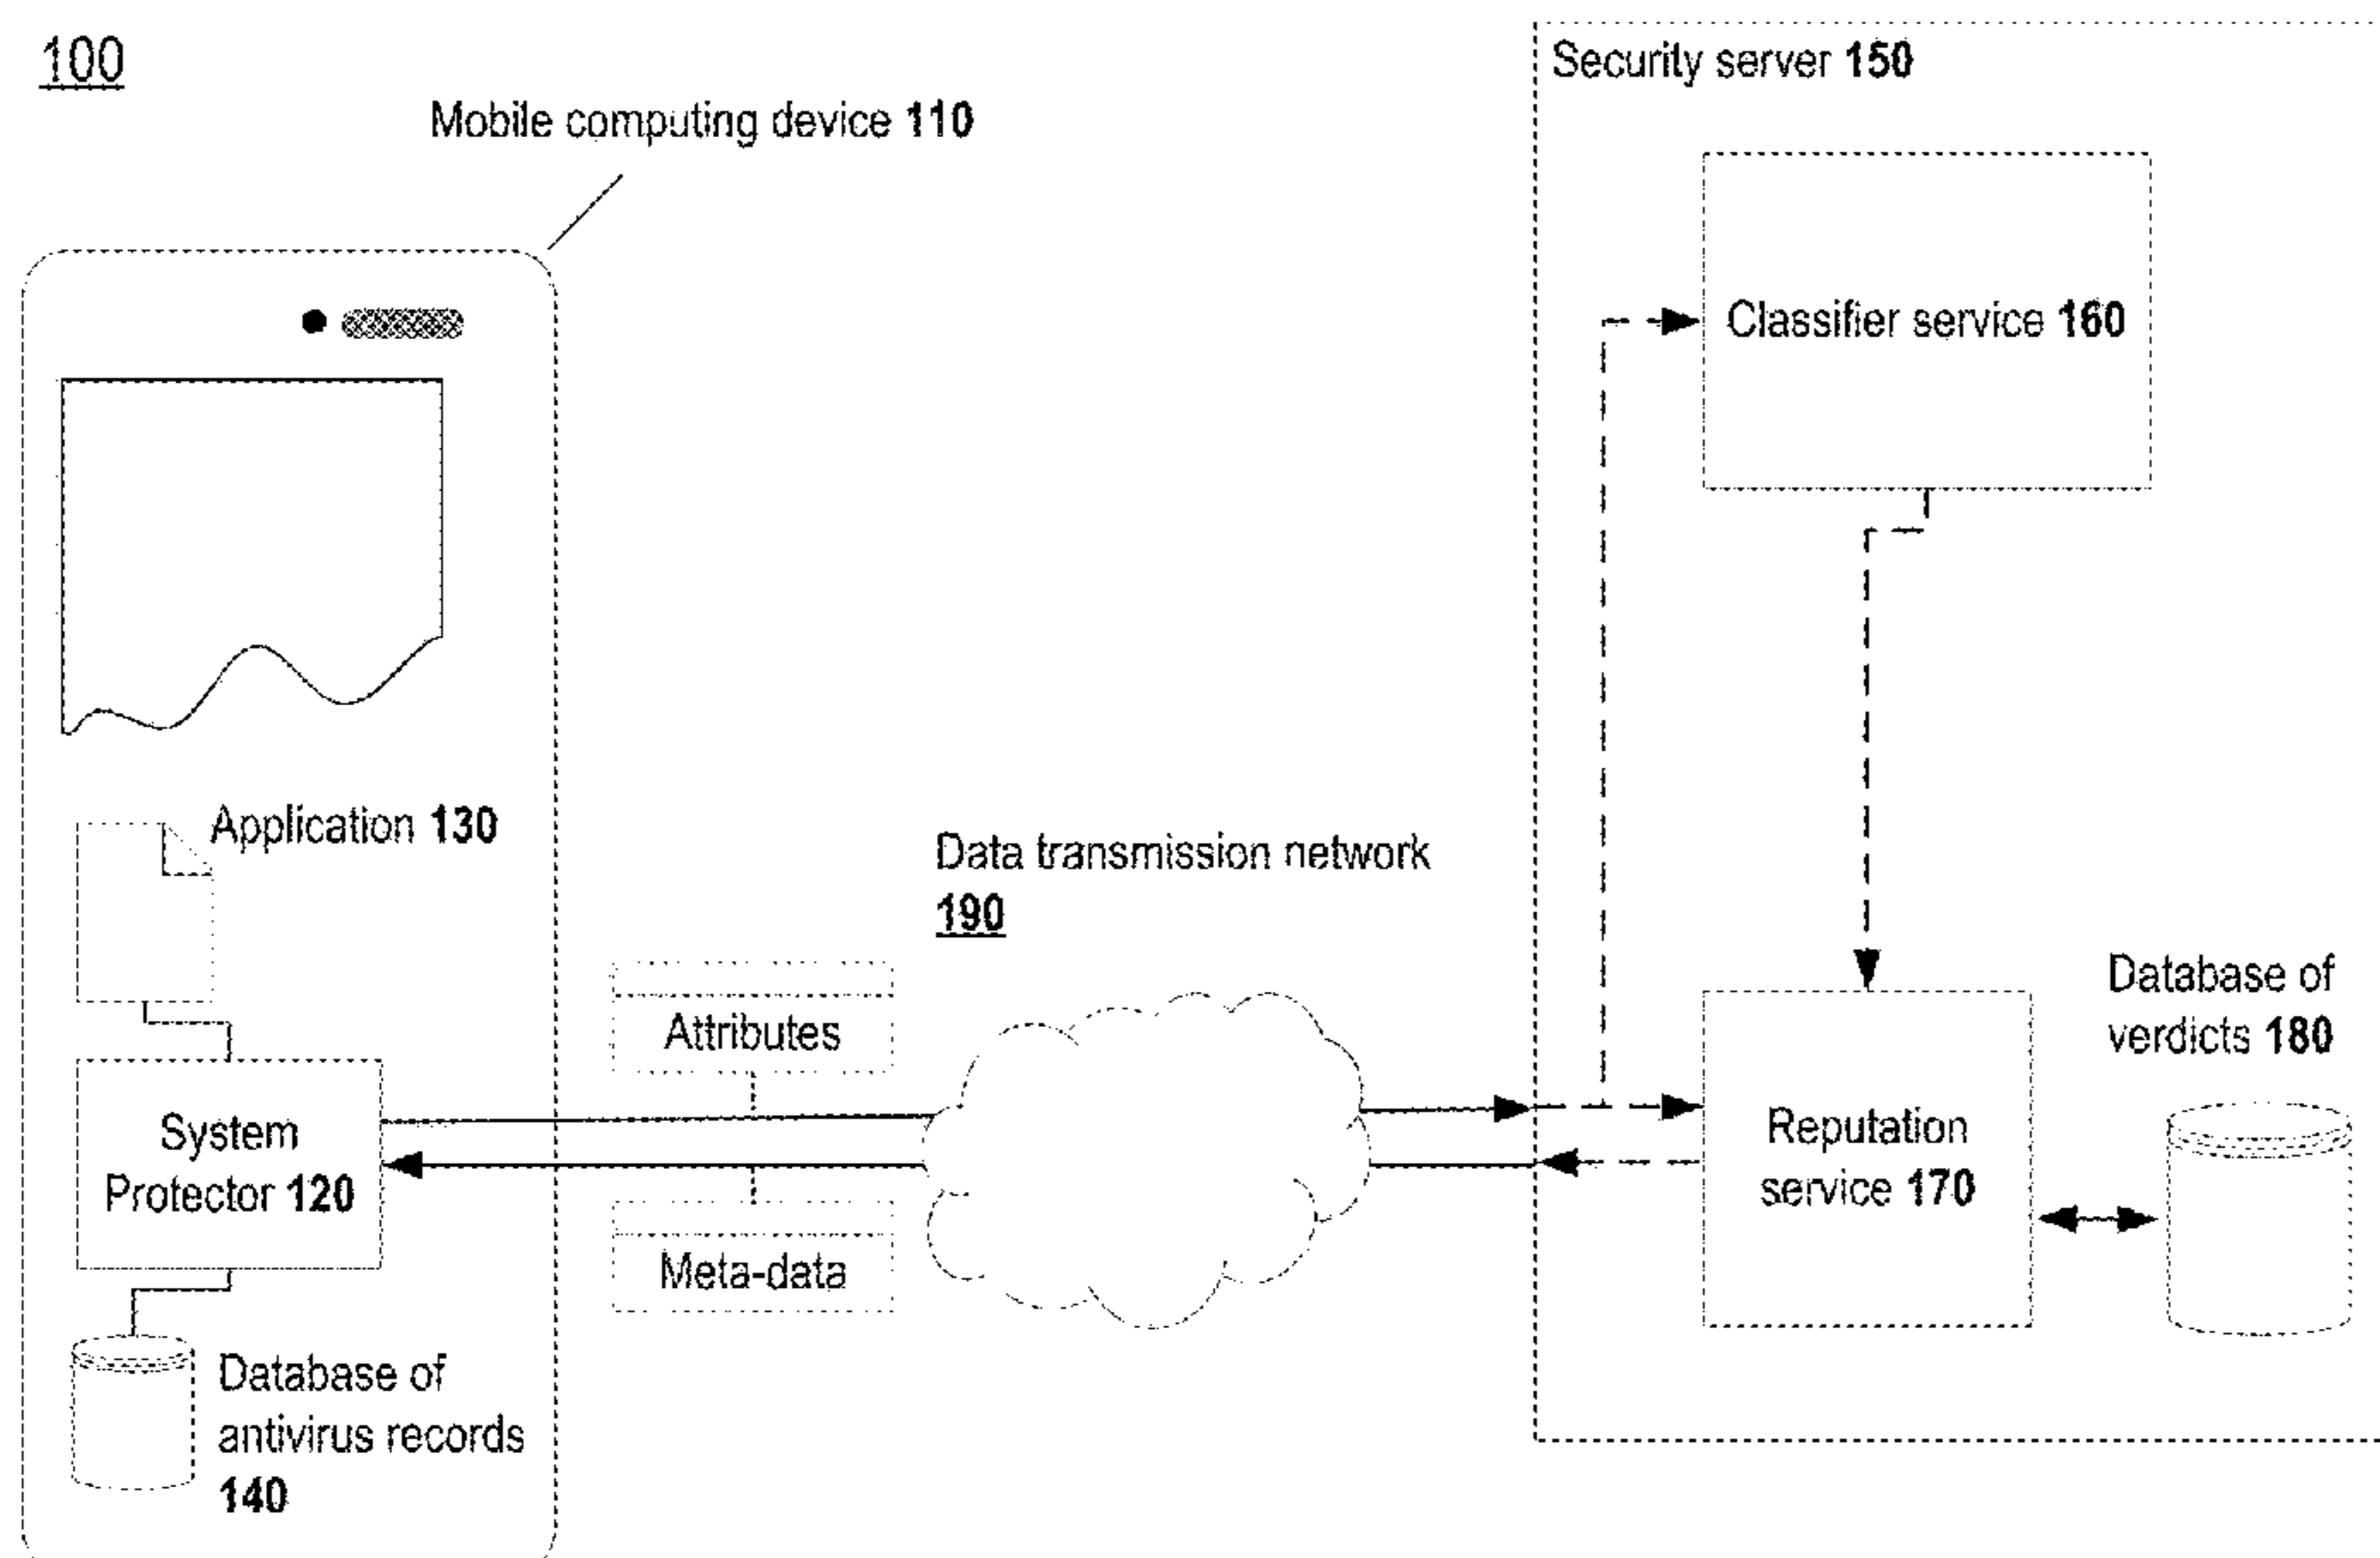 100
Mobile computing device 110
Security server 150
Classifier service 160
Application 130
Data transmission network
190
Attributes
System
Protector 120
Meta-data
Database of
antivirus records
140
Reputation
service 170
Database of
verdicts 180